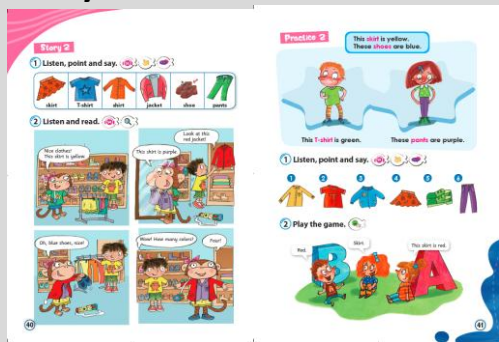 Story 2
1 Listen, point and say.
skirt T-shirt shirt jacket shoe pants
2 Listen and read.
Nice clothes!
This skirt is yellow.
This shirt is purple.
Look at this
red jacket!
Oh, blue shoes, nice!
Wow! How many colors?
Four!
40
Practice 2
This skirt is yellow.
These shoes are blue.
This T-shirt is green.
These pants are purple.
1 Listen, point and say.
1 2 3 4 5 6
2 Play the game.
Red.
Skirt.
This skirt is red.
B A
41